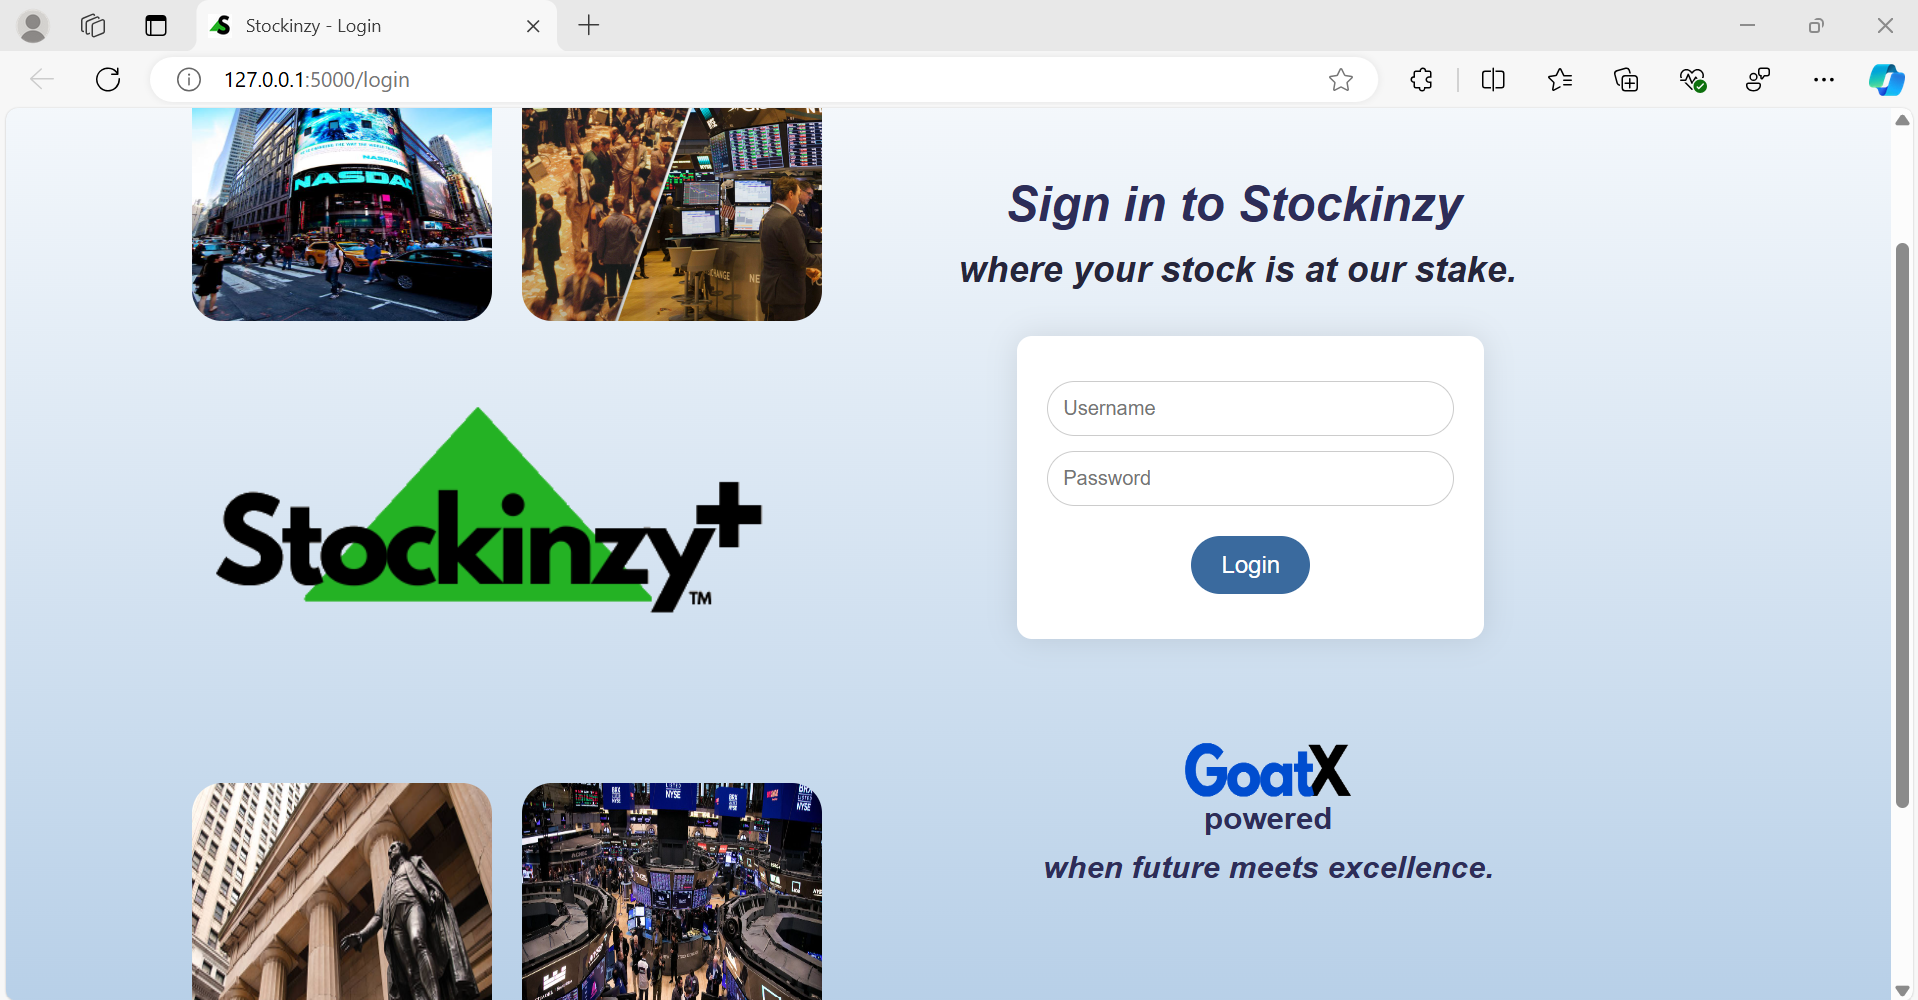 Stockinzy - Login
127.0.0.1:5000/login
NASDAQ
Sign in to Stockinzy
where your stock is at our stake.
Username
Password
Login
Stockinzy+
TM
GoatX
powered
when future meets excellence.
NYSE